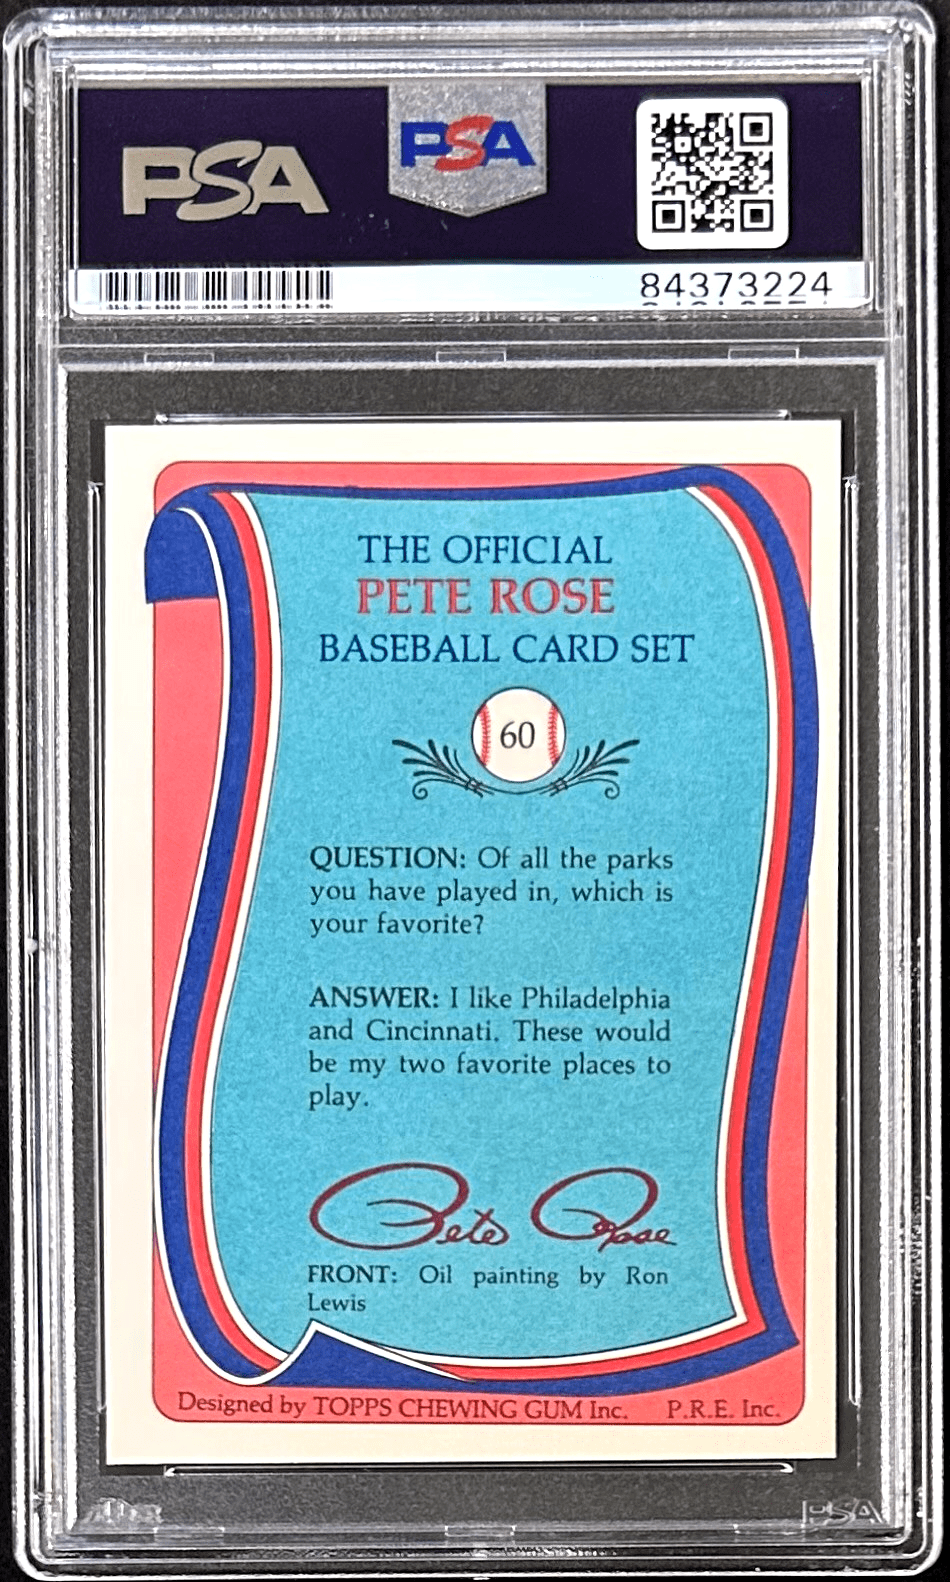 PSA
PSA
84373224
THE OFFICIAL
PETE ROSE
BASEBALL CARD SET
60
QUESTION: Of all the parks
you have played in, which is
your favorite?
ANSWER: I like Philadelphia
and Cincinnati. These would
be my two favorite places to
play.
Pete Rose
FRONT: Oil painting by Ron
Lewis
Designed by TOPPS CHEWING GUM Inc. P.R.E. Inc.
PSA